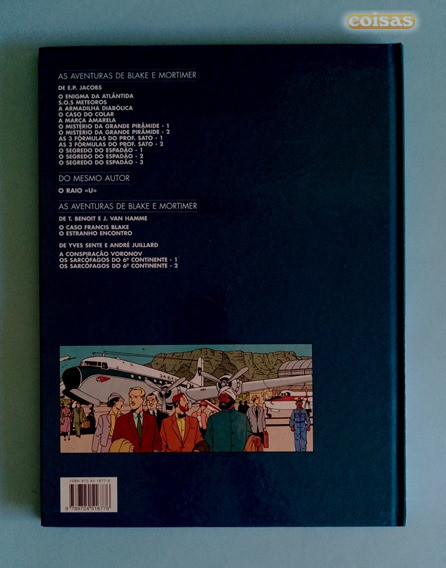 coisas
AS AVENTURAS DE BLAKE E MORTIMER
DE E.P. JACOBS
O ENIGMA DA ATLÂNTIDA
S.O.S METEOROS
A ARMADILHA DIABÓLICA
O CASO DO COLAR
A MARCA AMARELA
O MISTÉRIO DA GRANDE PIRÂMIDE - 1
O MISTÉRIO DA GRANDE PIRÂMIDE - 2
AS 3 FÓRMULAS DO PROF. SATO - 1
AS 3 FÓRMULAS DO PROF. SATO - 2
O SEGREDO DO ESPADÃO - 1
O SEGREDO DO ESPADÃO - 2
O SEGREDO DO ESPADÃO - 3
DO MESMO AUTOR
O RAIO «U»
AS AVENTURAS DE BLAKE E MORTIMER
DE T. BENOIT E J. VAN HAMME
O CASO FRANCIS BLAKE
O ESTRANHO ENCONTRO
DE YVES SENTE E ANDRÉ JUILLARD
A CONSPIRAÇÃO VORONOV
OS SARCÓFAGOS DO 6º CONTINENTE - 1
OS SARCÓFAGOS DO 6º CONTINENTE - 2